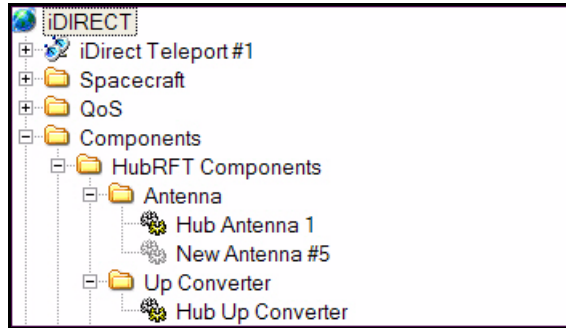 iDIRECT
iDirect Teleport #1
Spacecraft
QoS
Components
HubRFT Components
Antenna
Hub Antenna 1
New Antenna #5
Up Converter
Hub Up Converter